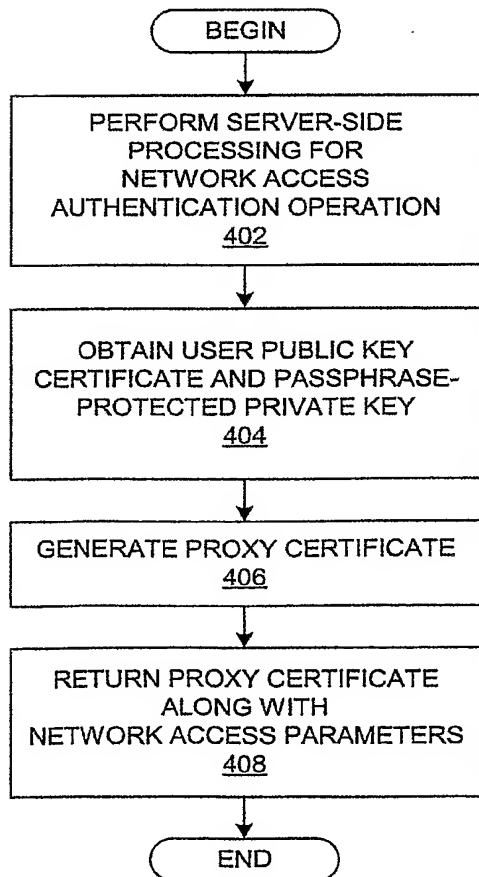 BEGIN
PERFORM SERVER-SIDE
PROCESSING FOR
NETWORK ACCESS
AUTHENTICATION OPERATION
402
OBTAIN USER PUBLIC KEY
CERTIFICATE AND PASSPHRASE-
PROTECTED PRIVATE KEY
404
GENERATE PROXY CERTIFICATE
406
RETURN PROXY CERTIFICATE
ALONG WITH
NETWORK ACCESS PARAMETERS
408
END